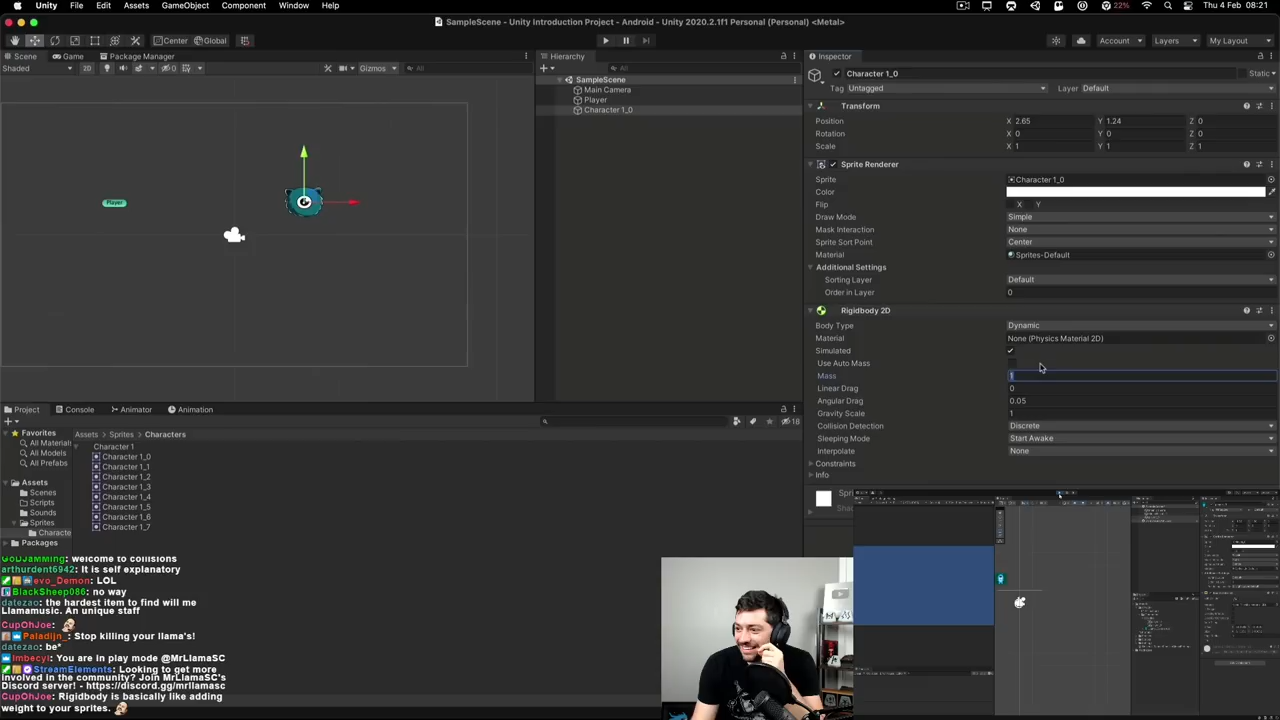 Unity File Edit Assets GameObject Component Window Help
22% Thu 4 Feb 08:21
SampleScene - Unity Introduction Project - Android - Unity 2020.2.1f1 Personal (Personal) <Metal>
Center Global Account Layers My Layout
Scene Game Package Manager
Shaded 2D 0 Gizmos All
Player
Hierarchy
All
SampleScene
Main Camera
Player
Character 1_0
Inspector
Character 1_0 Static
Tag Untagged Layer Default
Transform
Position X 2.65 Y 1.24 Z 0
Rotation X 0 Y 0 Z 0
Scale X 1 Y 1 Z 1
Sprite Renderer
Sprite Character 1_0
Color
Flip X Y
Draw Mode Simple
Mask Interaction None
Sprite Sort Point Center
Material Sprites-Default
Additional Settings
Sorting Layer Default
Order in Layer 0
Rigidbody 2D
Body Type Dynamic
Material None (Physics Material 2D)
Simulated
Use Auto Mass
Mass 1
Linear Drag 0
Angular Drag 0.05
Gravity Scale 1
Collision Detection Discrete
Sleeping Mode Start Awake
Interpolate None
Constraints
Info
Project Console Animator Animation
18
Favorites
All Material
All Models
All Prefabs
Assets
Scenes
Scripts
Sounds
Sprites
Characte
Packages
Assets Sprites Characters
Character 1
Character 1_0
Character 1_1
Character 1_2
Character 1_3
Character 1_4
Character 1_5
Character 1_6
Character 1_7
GoDJaMMing: welcome to collisions
arthurdent6942: It is self explanatory
evo_Demon: LOL
BlackSheep086: no way
datezao: the hardest item to find will me
Llamamusic. An unique staff
CupOhJoe:
Paladijn_: Stop killing your llama's!
datezao: be*
Imbecyl: You are in play mode @MrLlamaSC
StreamElements: Looking to get more
involved in the community? Join MrLlamaSC's
Discord server! - https://discord.gg/mrllamasc
CupOhJoe: Rigidbody is basically like adding
weight to your sprites.